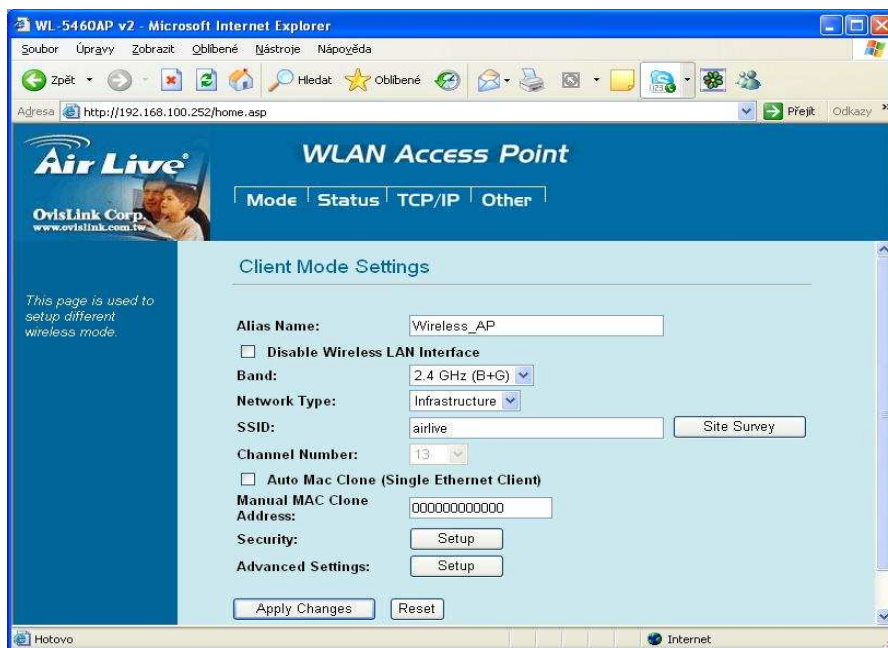 WL-5460AP v2 - Microsoft Internet Explorer
Soubor Úpravy Zobrazit Oblíbené Nástroje Nápověda
Zpět Hledat Oblíbené
Adresa http://192.168.100.252/home.asp Přejít Odkazy »
Air Live
OvisLink Corp.
www.ovislink.com.tw
WLAN Access Point
Mode Status TCP/IP Other
This page is used to
setup different
wireless mode.
Client Mode Settings
Alias Name: Wireless_AP
Disable Wireless LAN Interface
Band: 2.4 GHz (B+G)
Network Type: Infrastructure
SSID: airlive Site Survey
Channel Number: 13
Auto Mac Clone (Single Ethernet Client)
Manual MAC Clone
Address: 000000000000
Security: Setup
Advanced Settings: Setup
Apply Changes Reset
Hotovo Internet